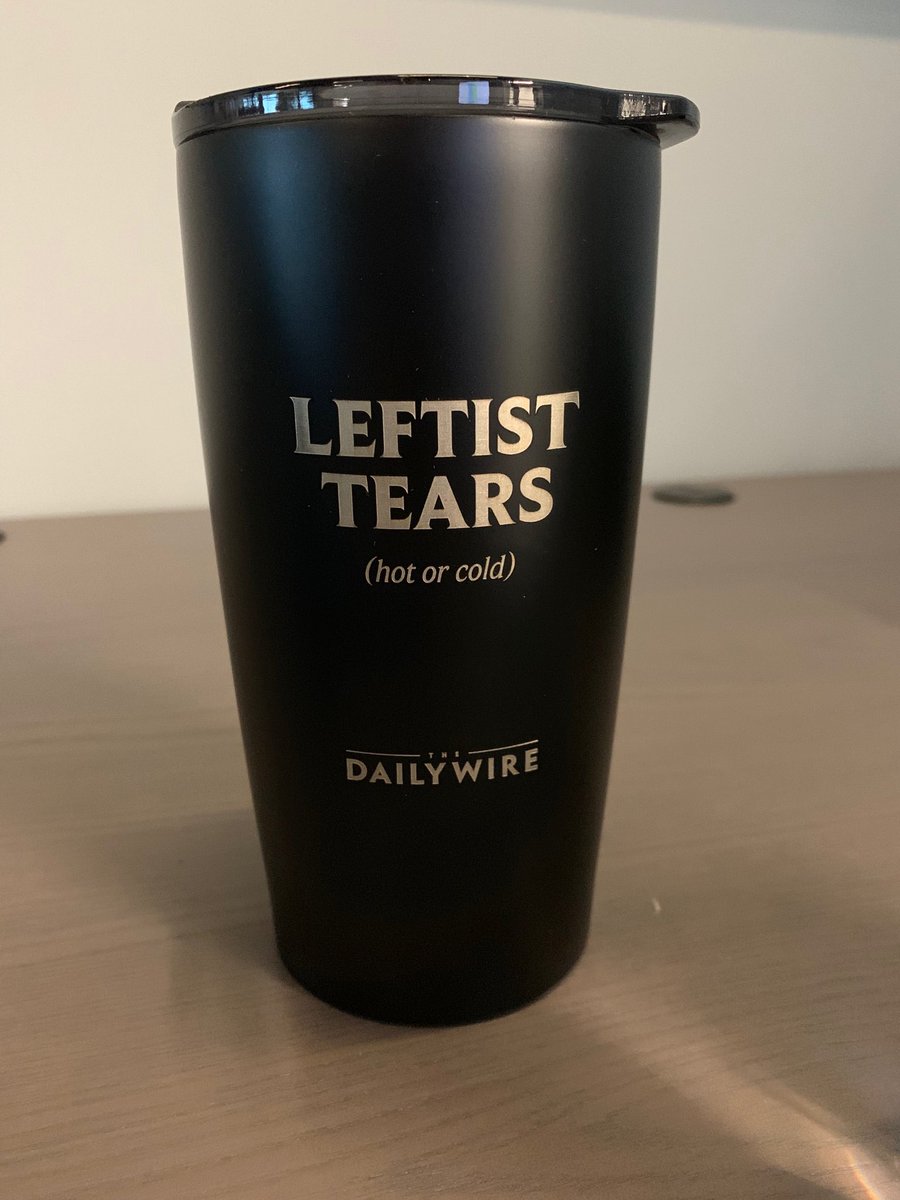 LEFTIST
TEARS
(hot or cold)
THE
DAILYWIRE